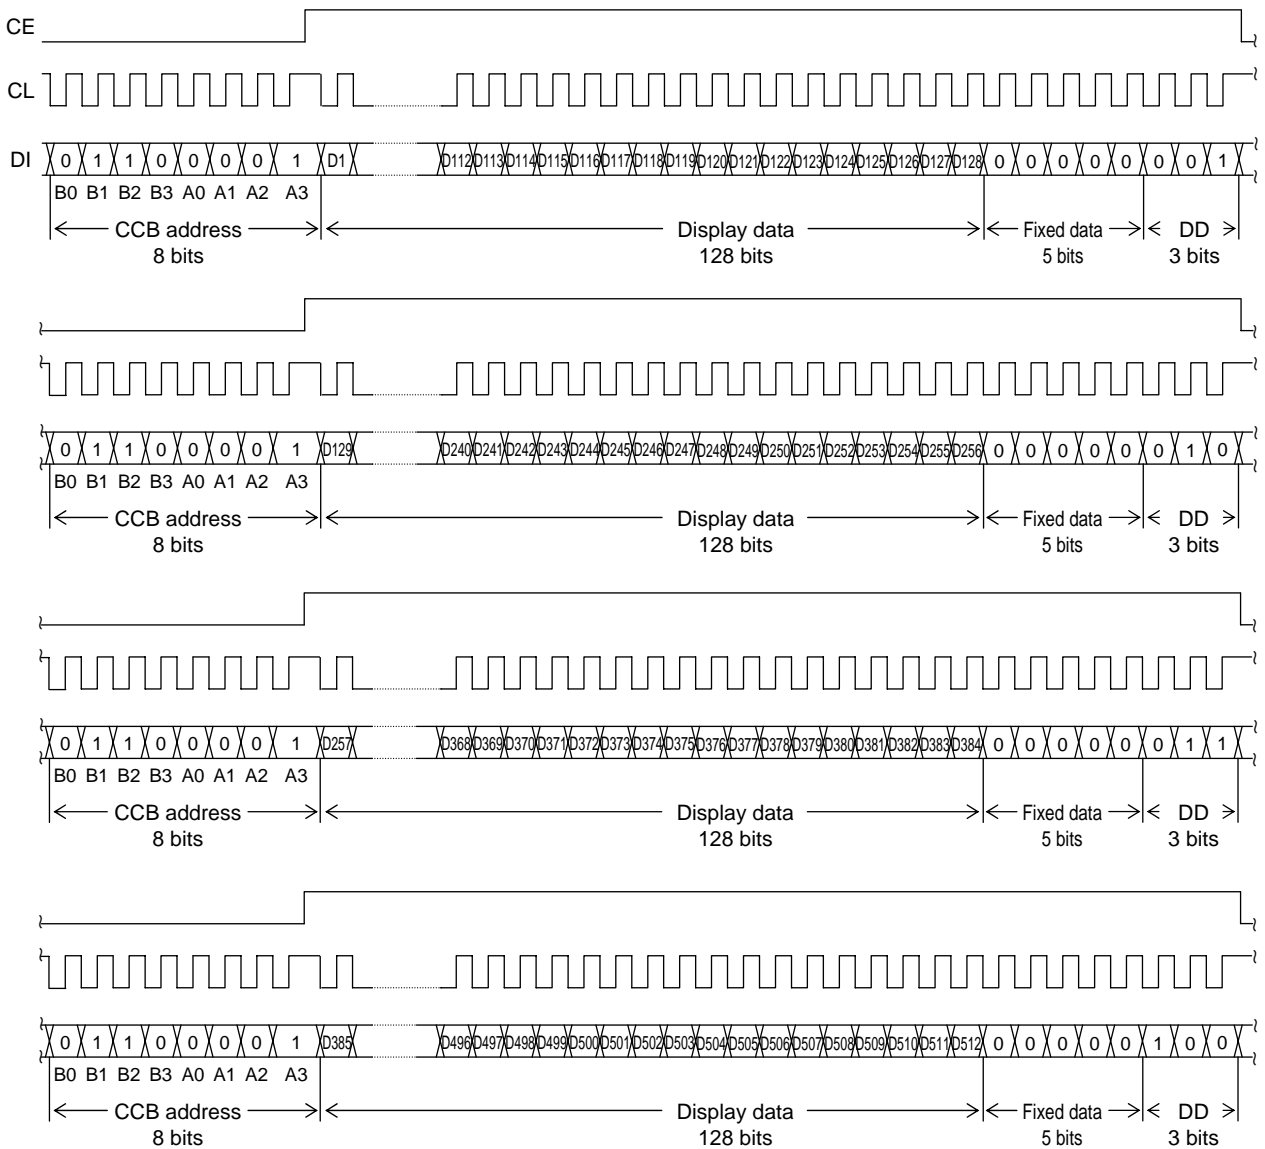 CE
CL
DI 0 1 1 0 0 0 0 1 D1 D112 D113 D114 D115 D116 D117 D118 D119 D120 D121 D122 D123 D124 D125 D126 D127 D128 0 0 0 0 0 0 0 1
B0 B1 B2 B3 A0 A1 A2 A3
CCB address Display data Fixed data DD
8 bits 128 bits 5 bits 3 bits
0 1 1 0 0 0 0 1 D129 D240 D241 D242 D243 D244 D245 D246 D247 D248 D249 D250 D251 D252 D253 D254 D255 D256 0 0 0 0 0 0 1 0
B0 B1 B2 B3 A0 A1 A2 A3
CCB address Display data Fixed data DD
8 bits 128 bits 5 bits 3 bits
0 1 1 0 0 0 0 1 D257 D368 D369 D370 D371 D372 D373 D374 D375 D376 D377 D378 D379 D380 D381 D382 D383 D384 0 0 0 0 0 0 1 1
B0 B1 B2 B3 A0 A1 A2 A3
CCB address Display data Fixed data DD
8 bits 128 bits 5 bits 3 bits
0 1 1 0 0 0 0 1 D385 D496 D497 D498 D499 D500 D501 D502 D503 D504 D505 D506 D507 D508 D509 D510 D511 D512 0 0 0 0 0 1 0 0
B0 B1 B2 B3 A0 A1 A2 A3
CCB address Display data Fixed data DD
8 bits 128 bits 5 bits 3 bits